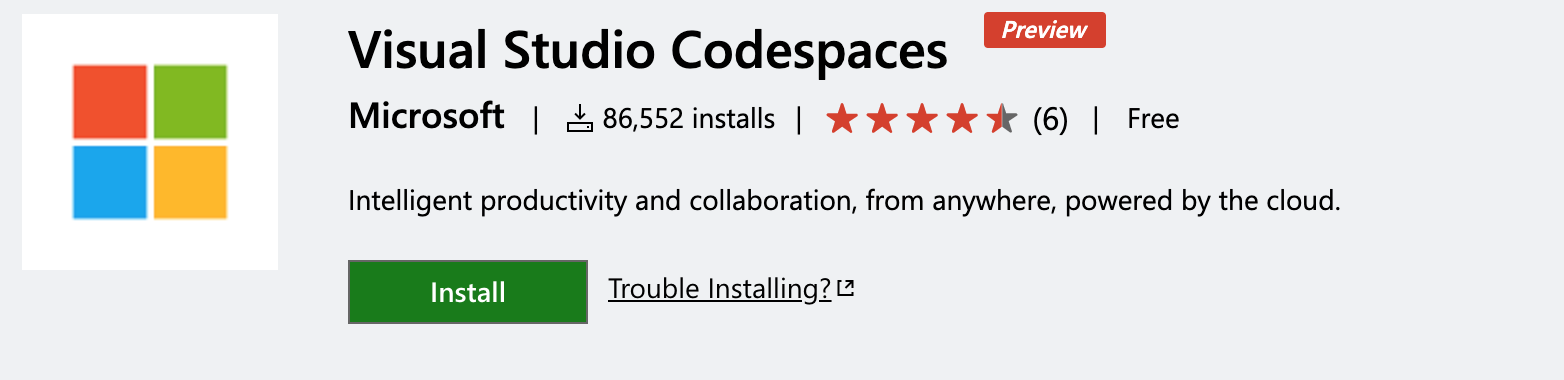 Visual Studio Codespaces Preview
Microsoft | 86,552 installs | (6) | Free
Intelligent productivity and collaboration, from anywhere, powered by the cloud.
Install Trouble Installing?